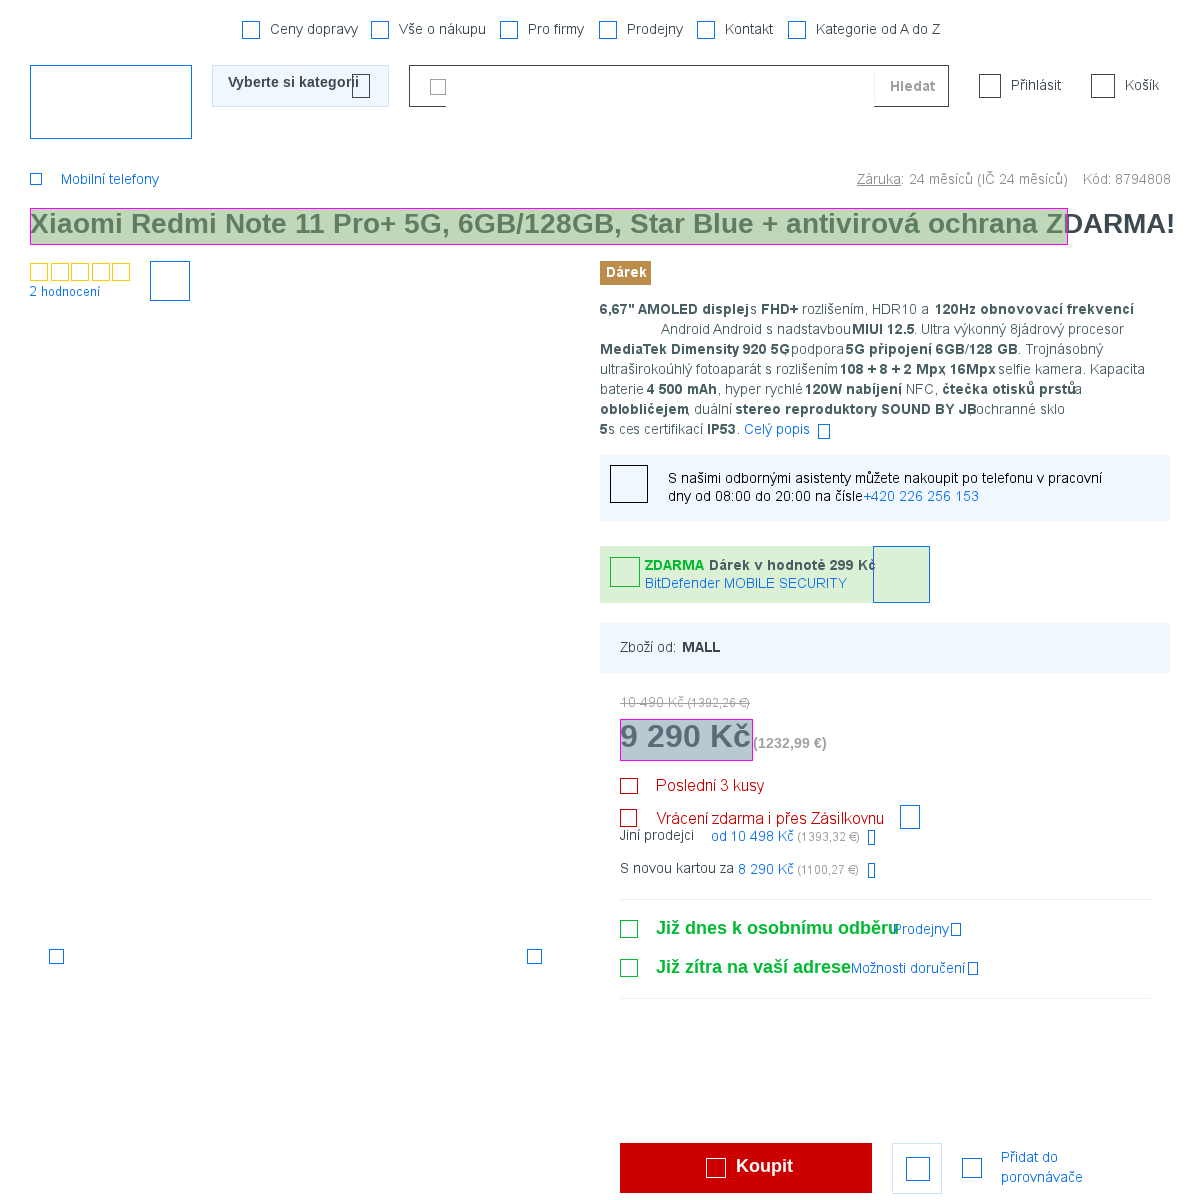 Ceny dopravy Vše o nákupu Pro firmy Prodejny Kontakt Kategorie od A do Z
Vyberte si kategorii Hledat Přihlásit Košík
Mobilní telefony Záruka: 24 měsíců (IČ 24 měsíců) Kód: 8794808
Xiaomi Redmi Note 11 Pro+ 5G, 6GB/128GB, Star Blue + antivirová ochrana ZDARMA!
2 hodnocení
Dárek
6,67" AMOLED displej s FHD+ rozlišením, HDR10 a 120Hz obnovovací frekvencí
Android Android s nadstavbou MIUI 12.5. Ultra výkonný 8jádrový procesor
MediaTek Dimensity 920 5G, podpora 5G připojení, 6GB/128 GB. Trojnásobný
ultraširokoúhlý fotoaparát s rozlišením 108 + 8 + 2 Mpx, 16Mpx selfie kamera. Kapacita
baterie 4 500 mAh, hyper rychlé 120W nabíjení, NFC, čtečka otisků prstů a
oblobličejem, duální stereo reproduktory SOUND BY JBL, ochranné sklo
5s ces certifikací IP53. Celý popis
S našimi odbornými asistenty můžete nakoupit po telefonu v pracovní
dny od 08:00 do 20:00 na čísle +420 226 256 153
ZDARMA Dárek v hodnotě 299 Kč
BitDefender MOBILE SECURITY
Zboží od: MALL
10 490 Kč (1392,26 €)
9 290 Kč (1232,99 €)
Poslední 3 kusy
Vrácení zdarma i přes Zásilkovnu
Jiní prodejci od 10 498 Kč (1393,32 €)
S novou kartou za 8 290 Kč (1100,27 €)
Již dnes k osobnímu odběru Prodejny
Již zítra na vaší adrese Možnosti doručení
Koupit
Přidat do
porovnávače